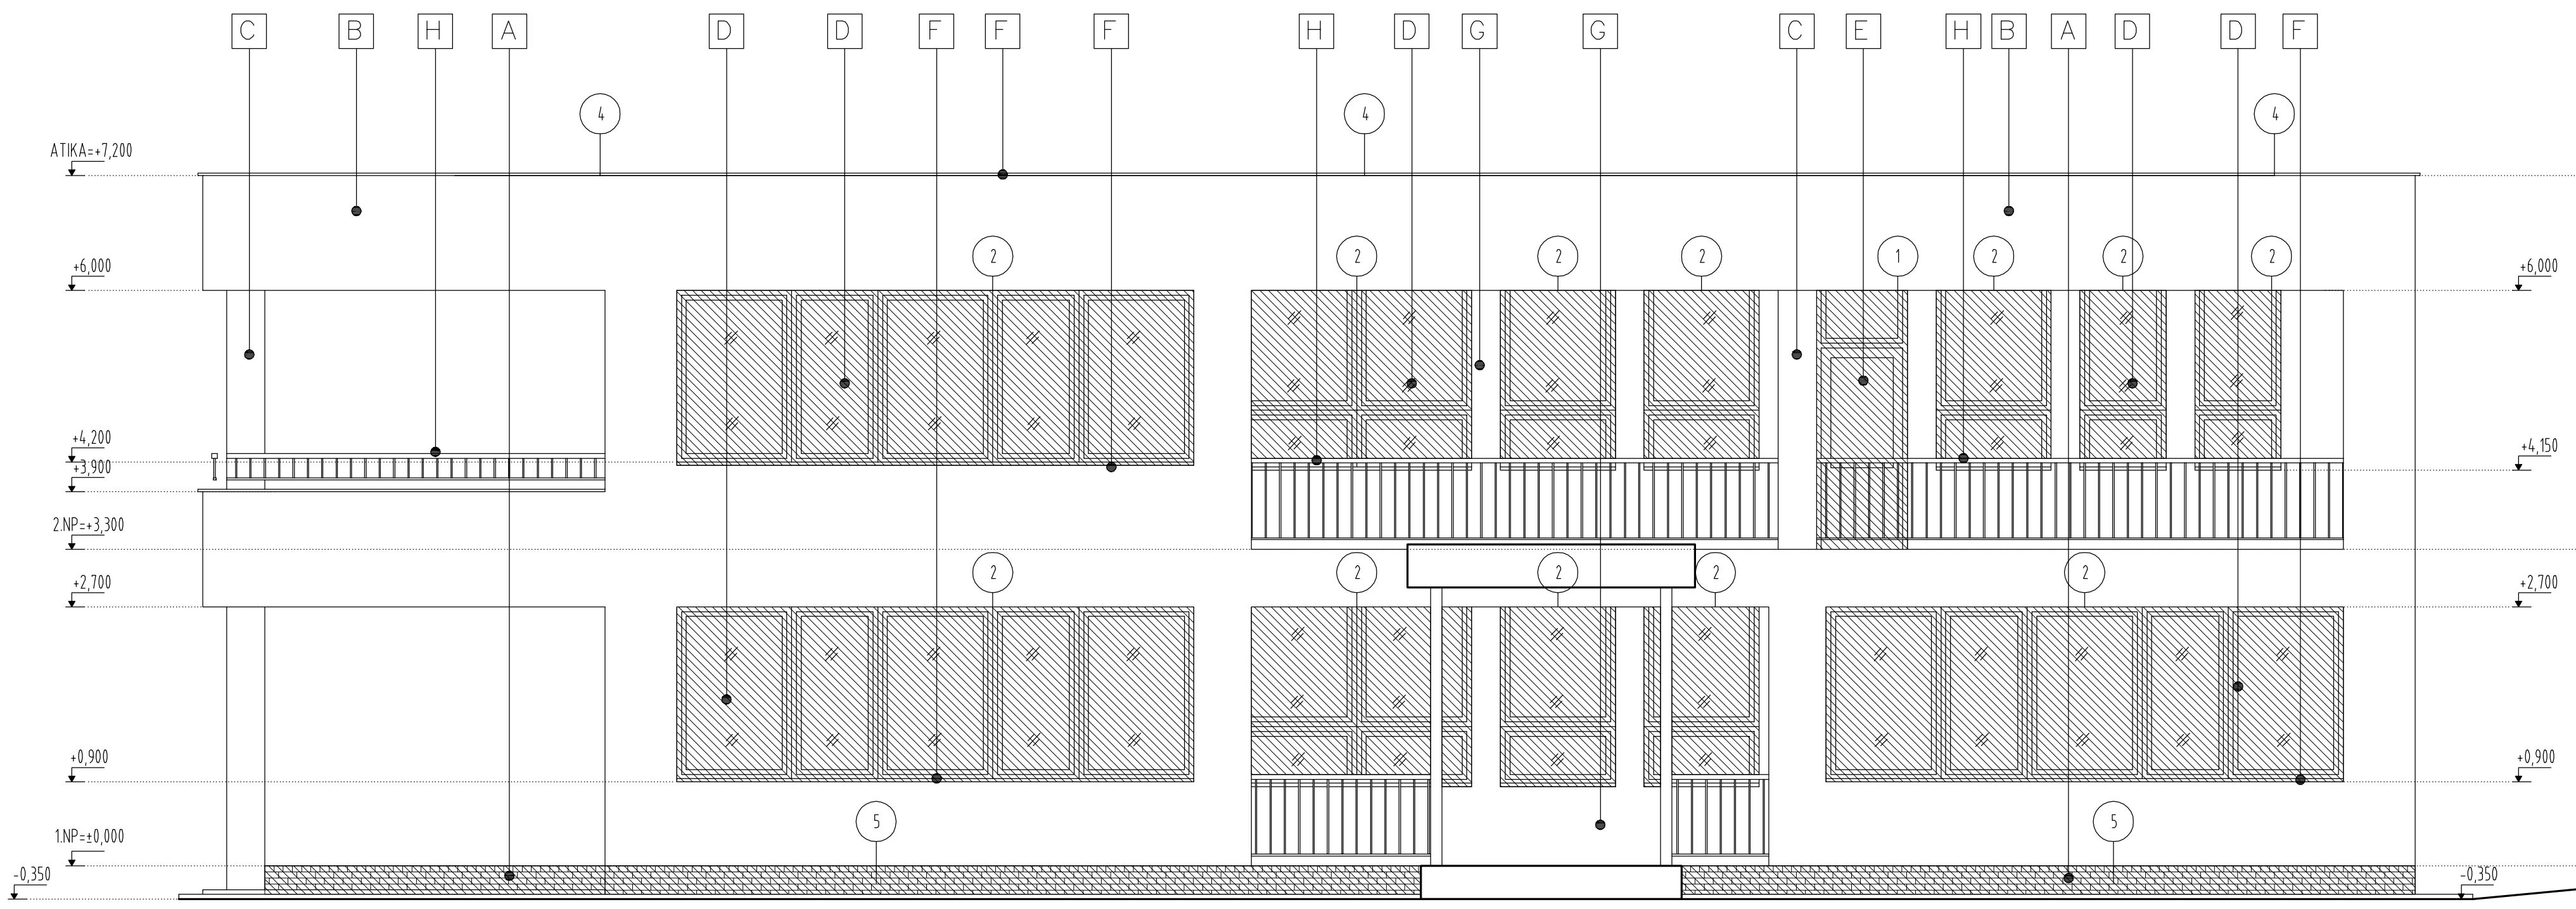 C B H A D D F F F H D G G C E H B A D D F
4 4 4
ATIKA=+7,200
2 2 2 2 1 2 2 2
+6,000 +6,000
+4,200
+4,150
+3,900
2.NP=+3,300
2 2 2 2 2
+2,700 +2,700
+0,900 +0,900
5 5
1.NP=±0,000
-0,350 -0,350